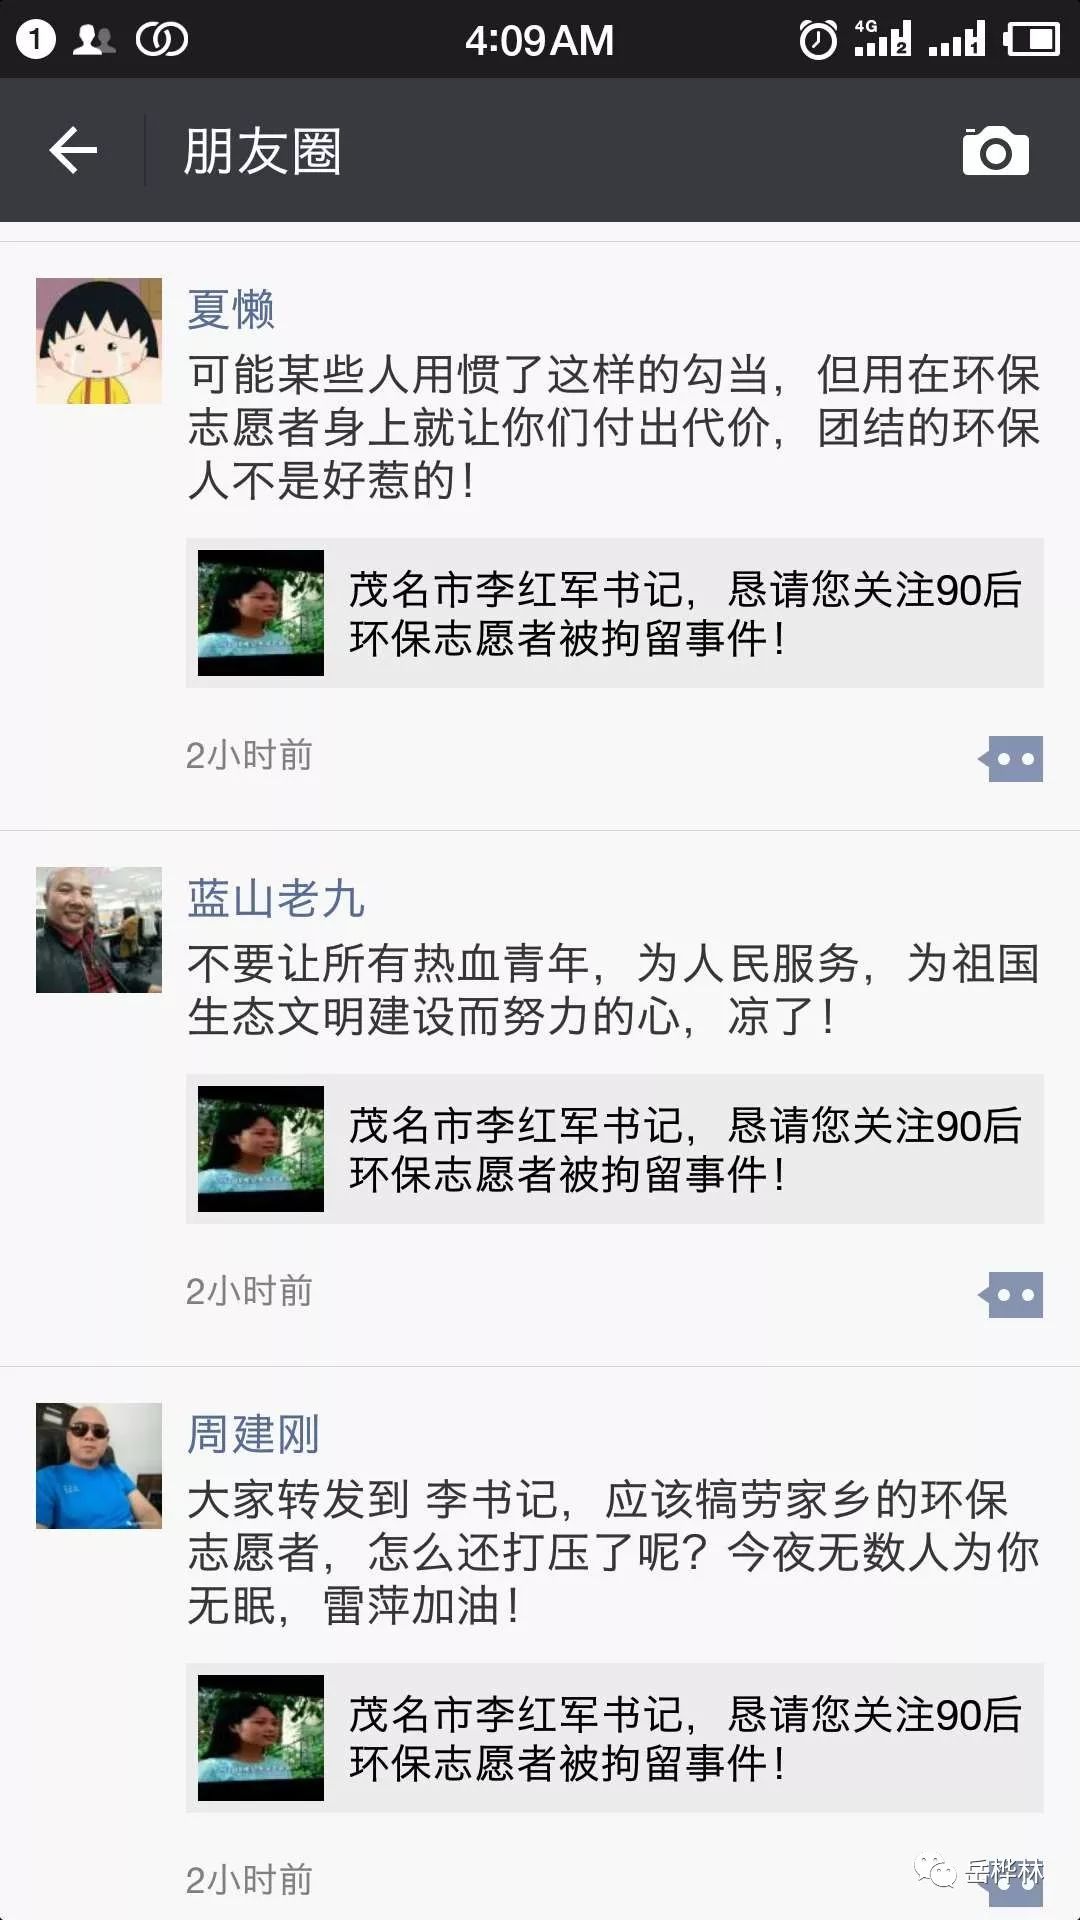 1
4:09AM
4G
2
1
朋友圈
夏懒
可能某些人用惯了这样的勾当，但用在环保
志愿者身上就让你们付出代价，团结的环保
人不是好惹的！
茂名市李红军书记，恳请您关注90后
环保志愿者被拘留事件！
2小时前
蓝山老九
不要让所有热血青年，为人民服务，为祖国
生态文明建设而努力的心，凉了！
茂名市李红军书记，恳请您关注90后
环保志愿者被拘留事件！
2小时前
周建刚
大家转发到 李书记，应该犒劳家乡的环保
志愿者，怎么还打压了呢？今夜无数人为你
无眠，雷萍加油！
茂名市李红军书记，恳请您关注90后
环保志愿者被拘留事件！
2小时前
岳桦林